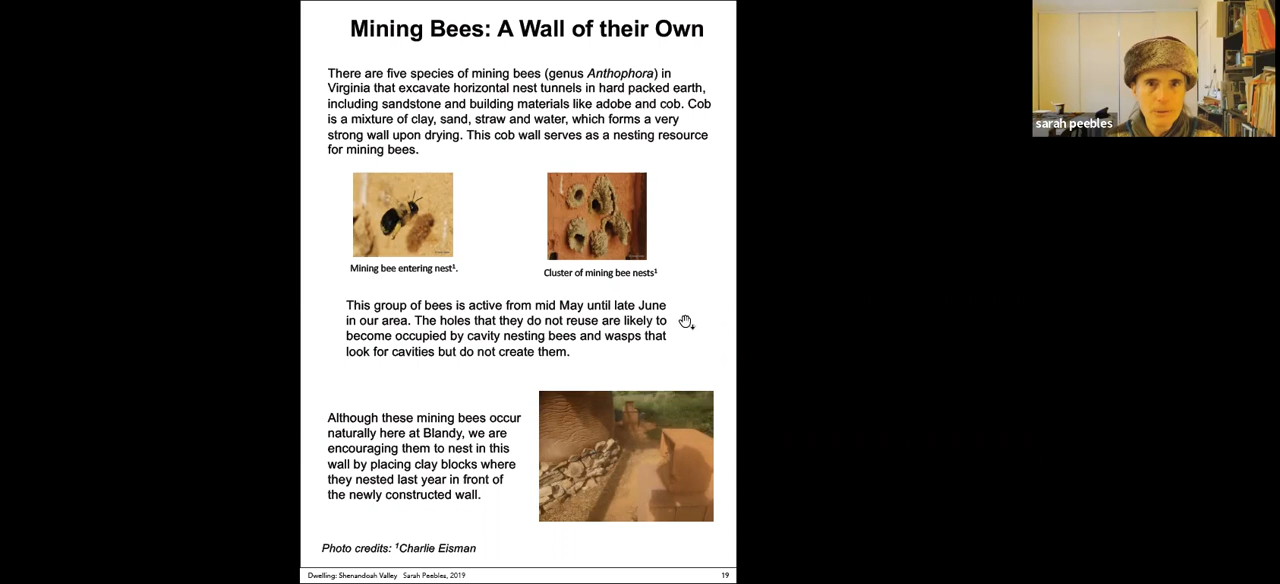 Mining Bees: A Wall of their Own
There are five species of mining bees (genus Anthophora) in
Virginia that excavate horizontal nest tunnels in hard packed earth,
including sandstone and building materials like adobe and cob. Cob
is a mixture of clay, sand, straw and water, which forms a very
strong wall upon drying. This cob wall serves as a nesting resource
for mining bees.
Mining bee entering nest¹.
Cluster of mining bee nests¹
This group of bees is active from mid May until late June
in our area. The holes that they do not reuse are likely to
become occupied by cavity nesting bees and wasps that
look for cavities but do not create them.
Although these mining bees occur
naturally here at Blandy, we are
encouraging them to nest in this
wall by placing clay blocks where
they nested last year in front of
the newly constructed wall.
Photo credits: ¹Charlie Eisman
Dwelling: Shenandoah Valley Sarah Peebles, 2019
19
sarah peebles